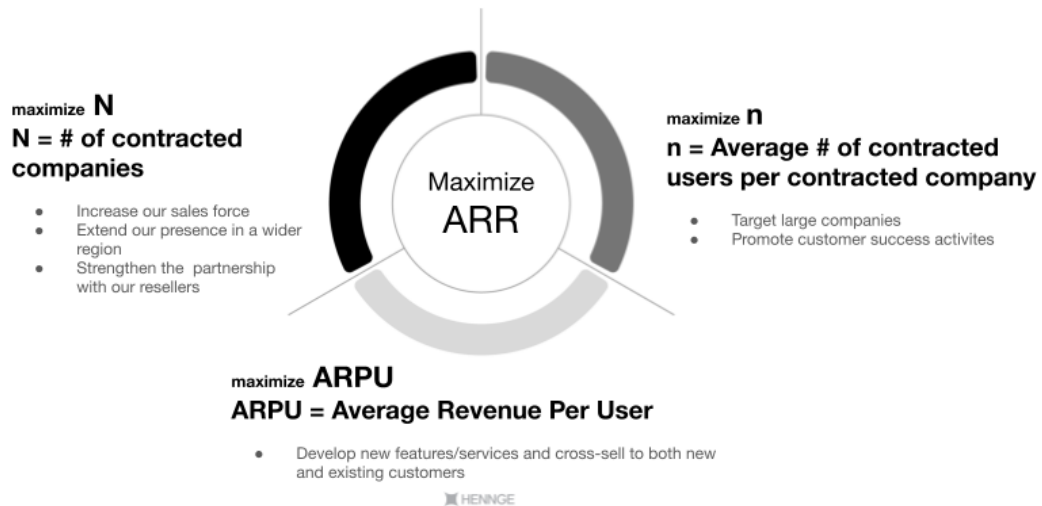 maximize N
N = # of contracted
companies
● Increase our sales force
● Extend our presence in a wider
region
● Strengthen the partnership
with our resellers
Maximize
ARR
maximize n
n = Average # of contracted
users per contracted company
● Target large companies
● Promote customer success activites
maximize ARPU
ARPU = Average Revenue Per User
● Develop new features/services and cross-sell to both new
and existing customers
HENNGE